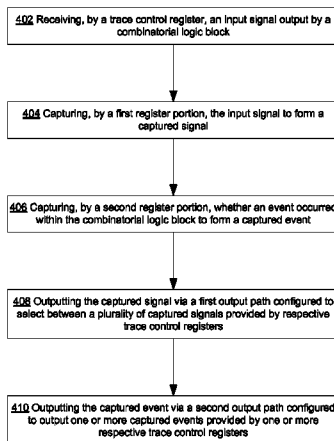 402 Receiving, by a trace control register, an input signal output by a
combinatorial logic block
404 Capturing, by a first register portion, the input signal to form a
captured signal
406 Capturing, by a second register portion, whether an event occurred
within the combinatorial logic block to form a captured event
408 Outputting the captured signal via a first output path configured to
select between a plurality of captured signals provided by respective
trace control registers
410 Outputting the captured event via a second output path configured
to output one or more captured events provided by one or more
respective trace control registers